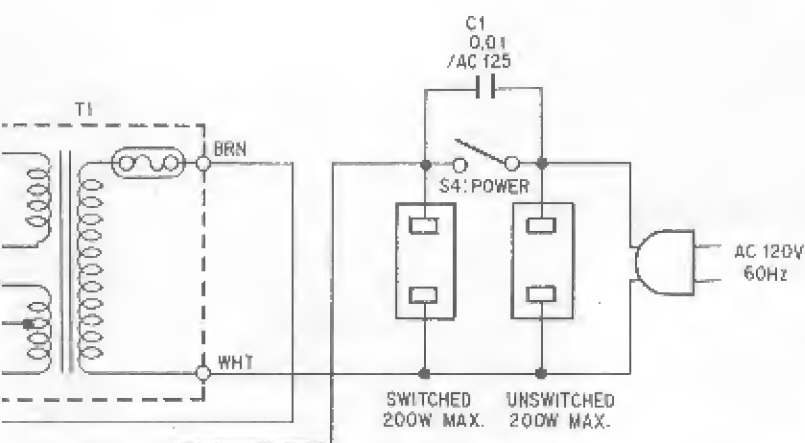 C1
0.01
/AC 125
T1
BRN
S4: POWER
AC 120V
60Hz
WHT
SWITCHED
200W MAX.
UNSWITCHED
200W MAX.